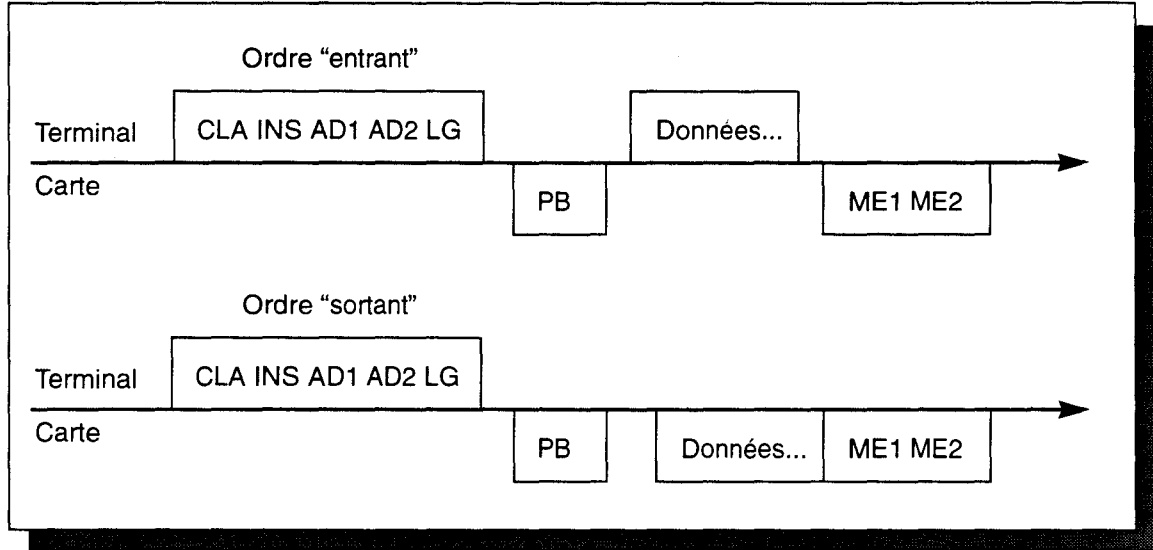 Ordre “entrant”
Terminal CLA INS AD1 AD2 LG Données...
Carte PB ME1 ME2
Ordre “sortant”
Terminal CLA INS AD1 AD2 LG
Carte PB Données... ME1 ME2